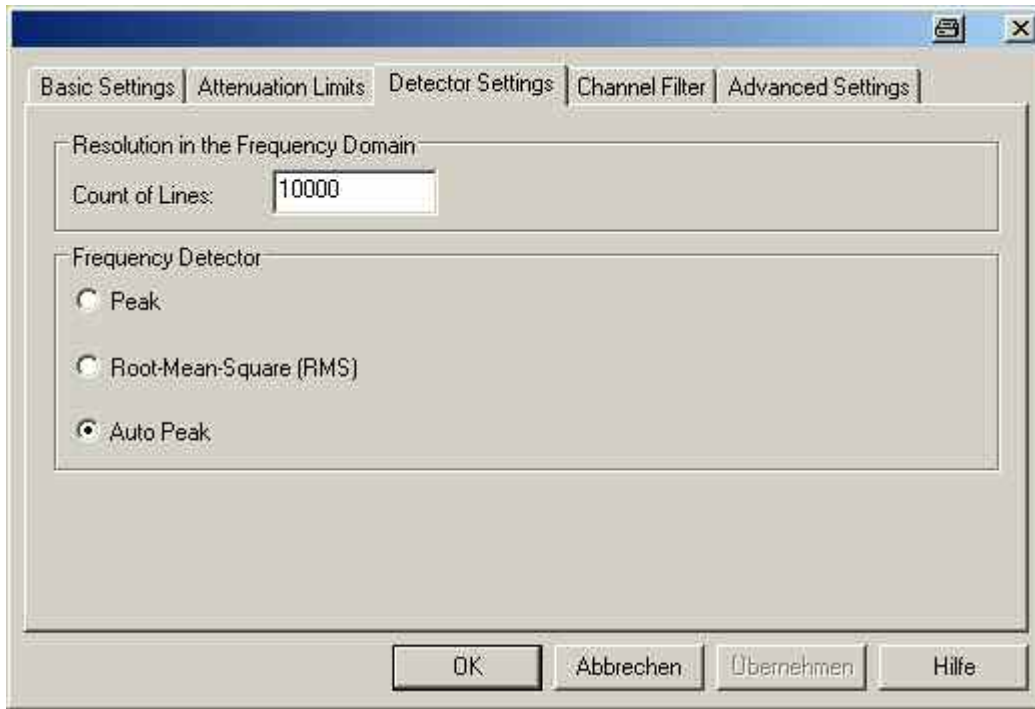 Basic Settings
Attenuation Limits
Detector Settings
Channel Filter
Advanced Settings
Resolution in the Frequency Domain
Count of Lines:
10000
Frequency Detector
Peak
Root-Mean-Square (RMS)
Auto Peak
OK
Abbrechen
Übernehmen
Hilfe